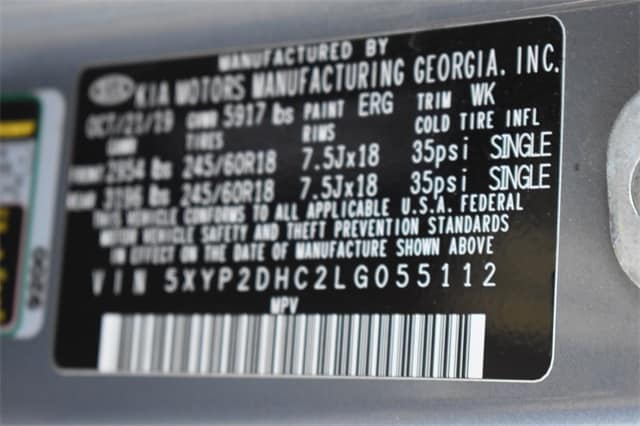 MANUFACTURED BY
KIA KIA MOTORS MANUFACTURING GEORGIA, INC.
OCT/21/19 GVWR 5917 lbs PAINT ERG TRIM WK
GAWR TIRES RIMS COLD TIRE INFL
FRONT 2954 lbs 245/60R18 7.5Jx18 35psi SINGLE
REAR 3196 lbs 245/60R18 7.5Jx18 35psi SINGLE
THIS VEHICLE CONFORMS TO ALL APPLICABLE U.S.A. FEDERAL
MOTOR VEHICLE SAFETY AND THEFT PREVENTION STANDARDS
IN EFFECT ON THE DATE OF MANUFACTURE SHOWN ABOVE
VIN 5XYP2DHC2LG055112
MPV